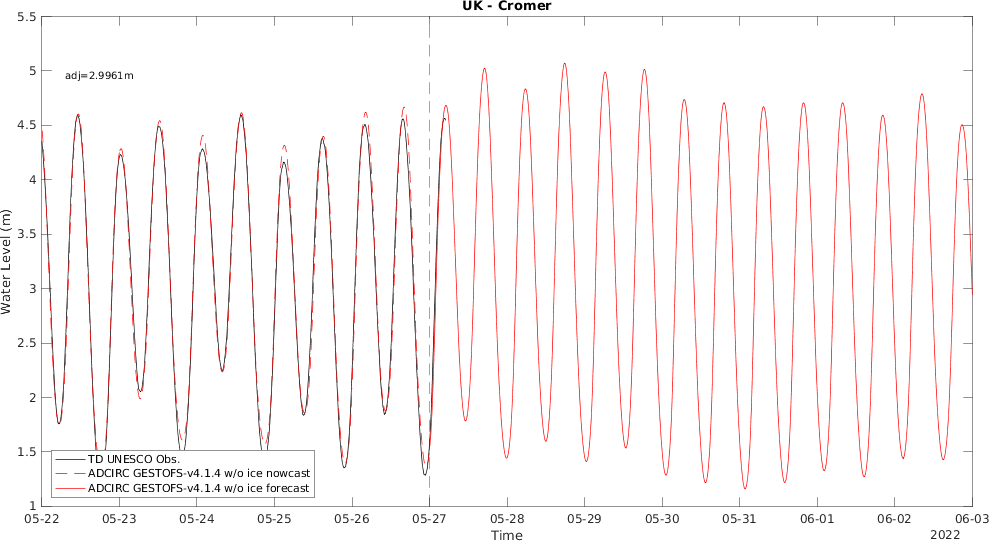 UK - Cromer
5.5
5
4.5
4
3.5
3
2.5
2
1.5
1
Water Level (m)
adj=2.9961m
TD UNESCO Obs.
ADCIRC GESTOFS-v4.1.4 w/o ice nowcast
ADCIRC GESTOFS-v4.1.4 w/o ice forecast
05-22 05-23 05-24 05-25 05-26 05-27 05-28 05-29 05-30 05-31 06-01 06-02 06-03
Time
2022